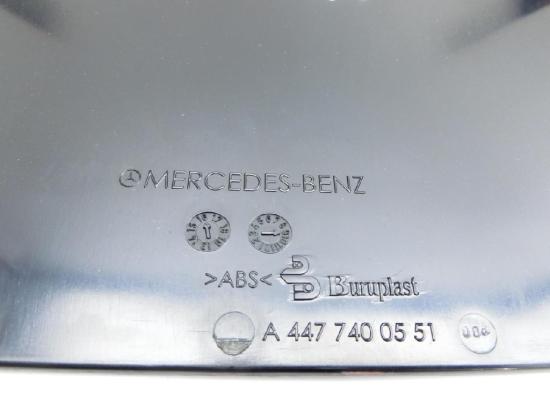 MERCEDES-BENZ
>ABS< Buruplast
A 447 740 05 51